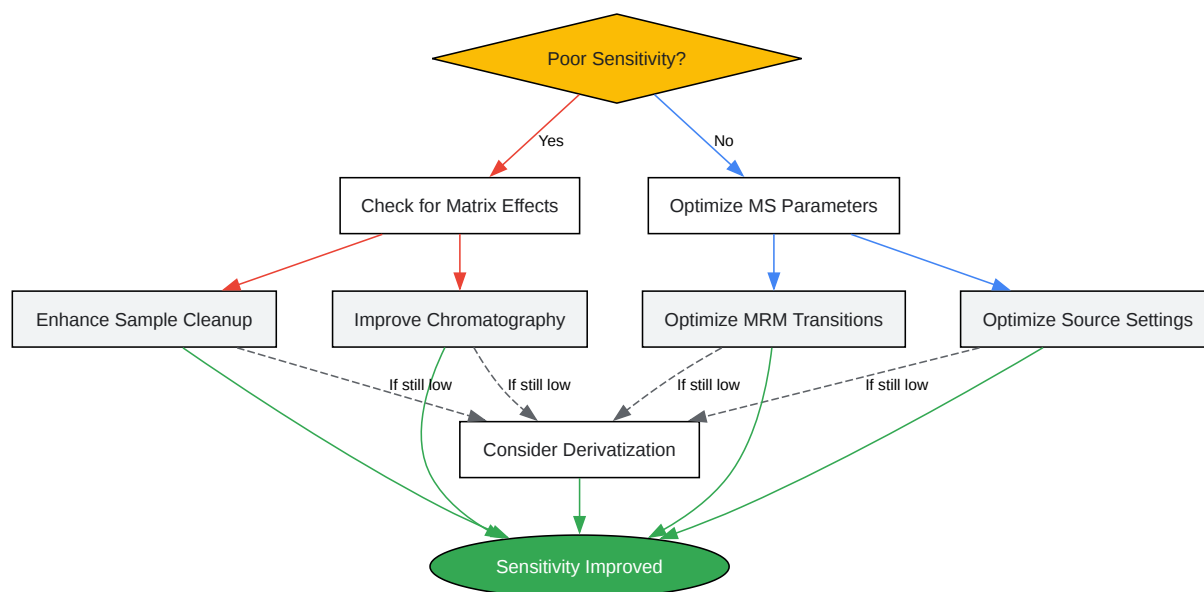 Poor Sensitivity?
Yes
No
Check for Matrix Effects
Optimize MS Parameters
Enhance Sample Cleanup
Improve Chromatography
Optimize MRM Transitions
Optimize Source Settings
If still low
If still low
If still low
If still low
Consider Derivatization
Sensitivity Improved